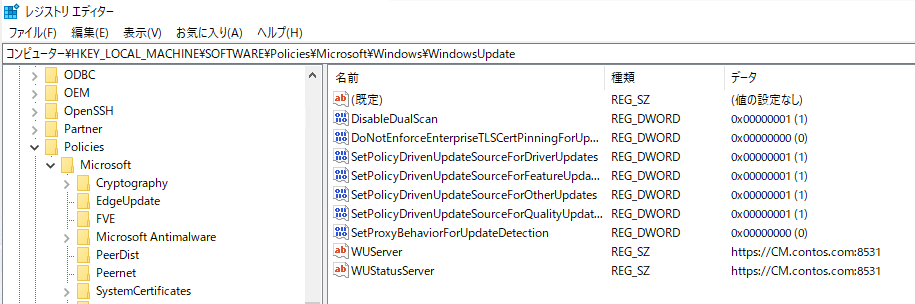 レジストリ エディター
ファイル(F) 編集(E) 表示(V) お気に入り(A) ヘルプ(H)
コンピューター¥HKEY_LOCAL_MACHINE¥SOFTWARE¥Policies¥Microsoft¥Windows¥WindowsUpdate
ODBC
OEM
OpenSSH
Partner
Policies
Microsoft
Cryptography
EdgeUpdate
FVE
Microsoft Antimalware
PeerDist
Peernet
SystemCertificates
名前 種類 データ
(既定) REG_SZ (値の設定なし)
DisableDualScan REG_DWORD 0x00000001 (1)
DoNotEnforceEnterpriseTLSCertPinningForUp... REG_DWORD 0x00000000 (0)
SetPolicyDrivenUpdateSourceForDriverUpdates REG_DWORD 0x00000001 (1)
SetPolicyDrivenUpdateSourceForFeatureUpda... REG_DWORD 0x00000001 (1)
SetPolicyDrivenUpdateSourceForOtherUpdates REG_DWORD 0x00000001 (1)
SetPolicyDrivenUpdateSourceForQualityUpdat... REG_DWORD 0x00000001 (1)
SetProxyBehaviorForUpdateDetection REG_DWORD 0x00000000 (0)
WUServer REG_SZ https://CM.contos.com:8531
WUStatusServer REG_SZ https://CM.contos.com:8531